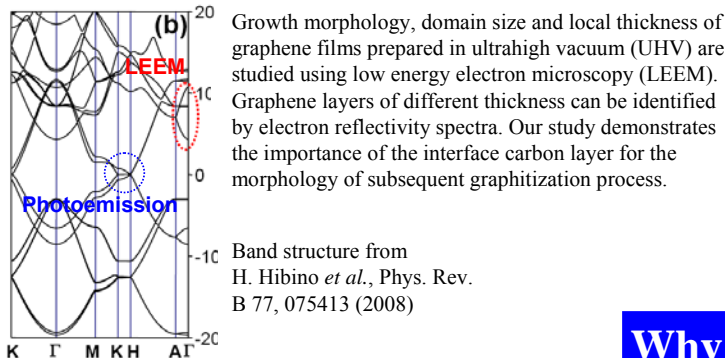 20
(b)
LEEM
10
0
Photoemission
-10
-20
K Γ M K H A Γ
Growth morphology, domain size and local thickness of
graphene films prepared in ultrahigh vacuum (UHV) are
studied using low energy electron microscopy (LEEM).
Graphene layers of different thickness can be identified
by electron reflectivity spectra. Our study demonstrates
the importance of the interface carbon layer for the
morphology of subsequent graphitization process.
Band structure from
H. Hibino et al., Phys. Rev.
B 77, 075413 (2008)
Why